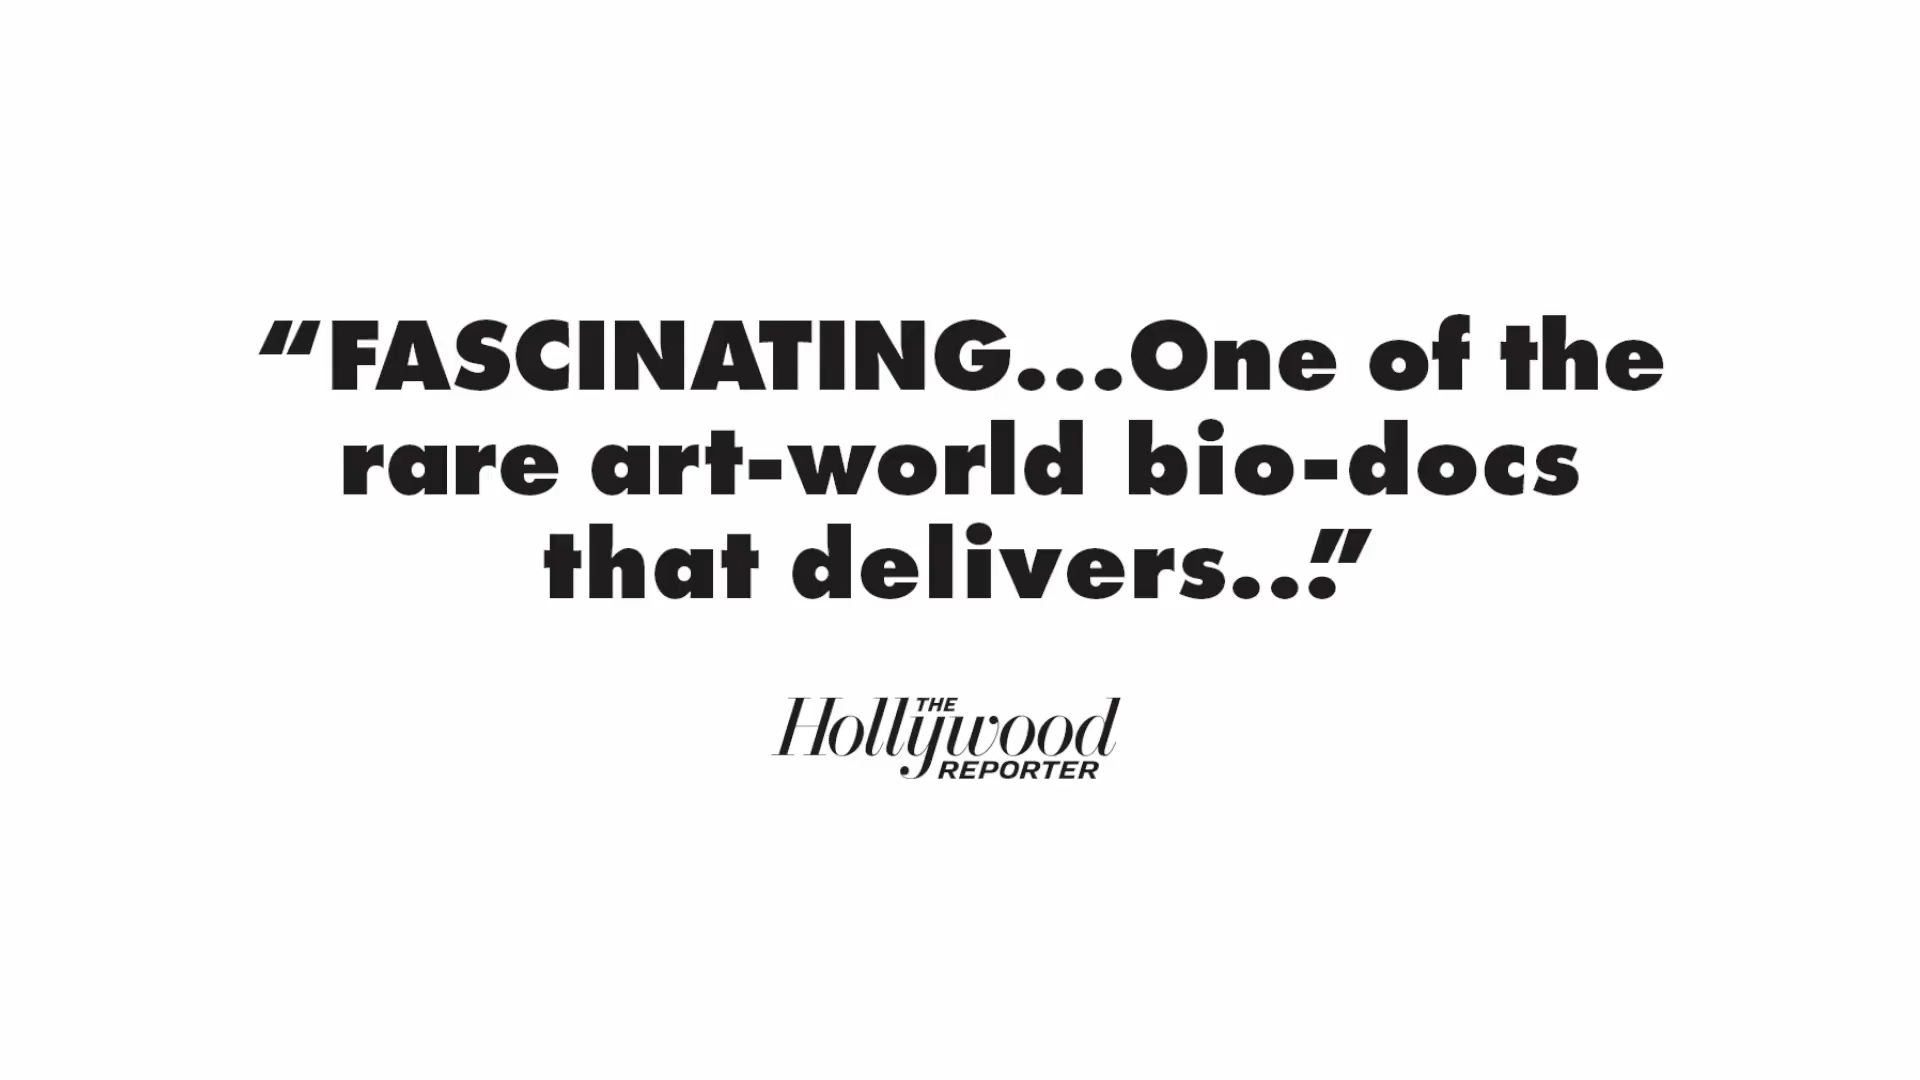 “FASCINATING...One of the
rare art-world bio-docs
that delivers...”
THE
Hollywood
REPORTER